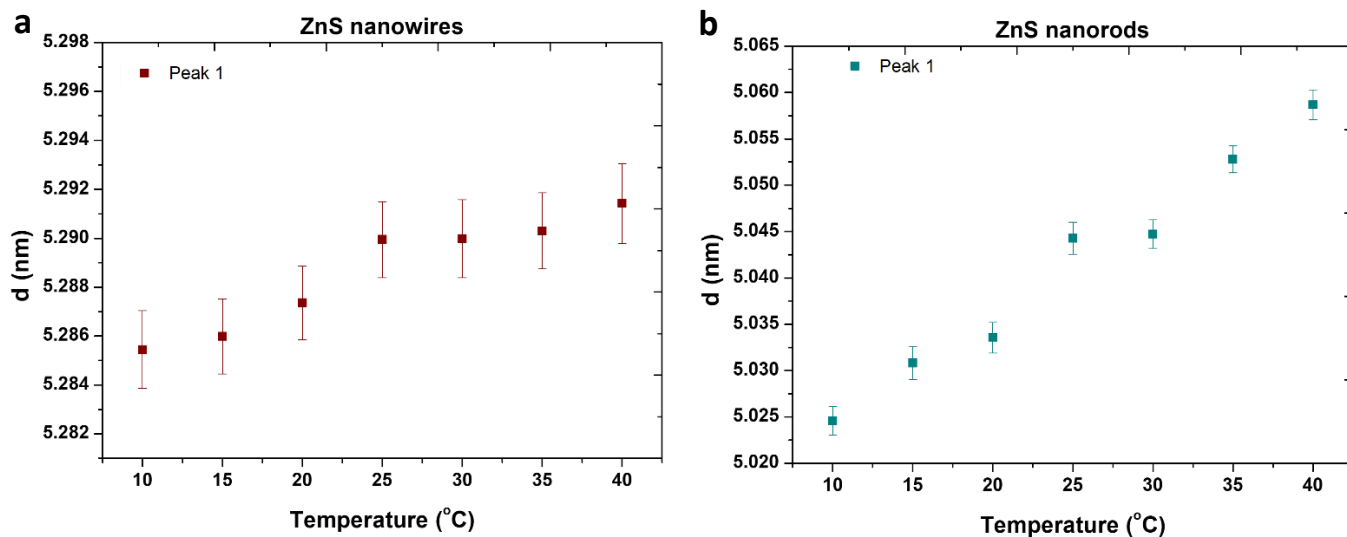 a
ZnS nanowires
Peak 1
5.298
5.296
5.294
5.292
5.290
5.288
5.286
5.284
5.282
d (nm)
10 15 20 25 30 35 40
Temperature (°C)
b
ZnS nanorods
Peak 1
5.065
5.060
5.055
5.050
5.045
5.040
5.035
5.030
5.025
5.020
d (nm)
10 15 20 25 30 35 40
Temperature (°C)